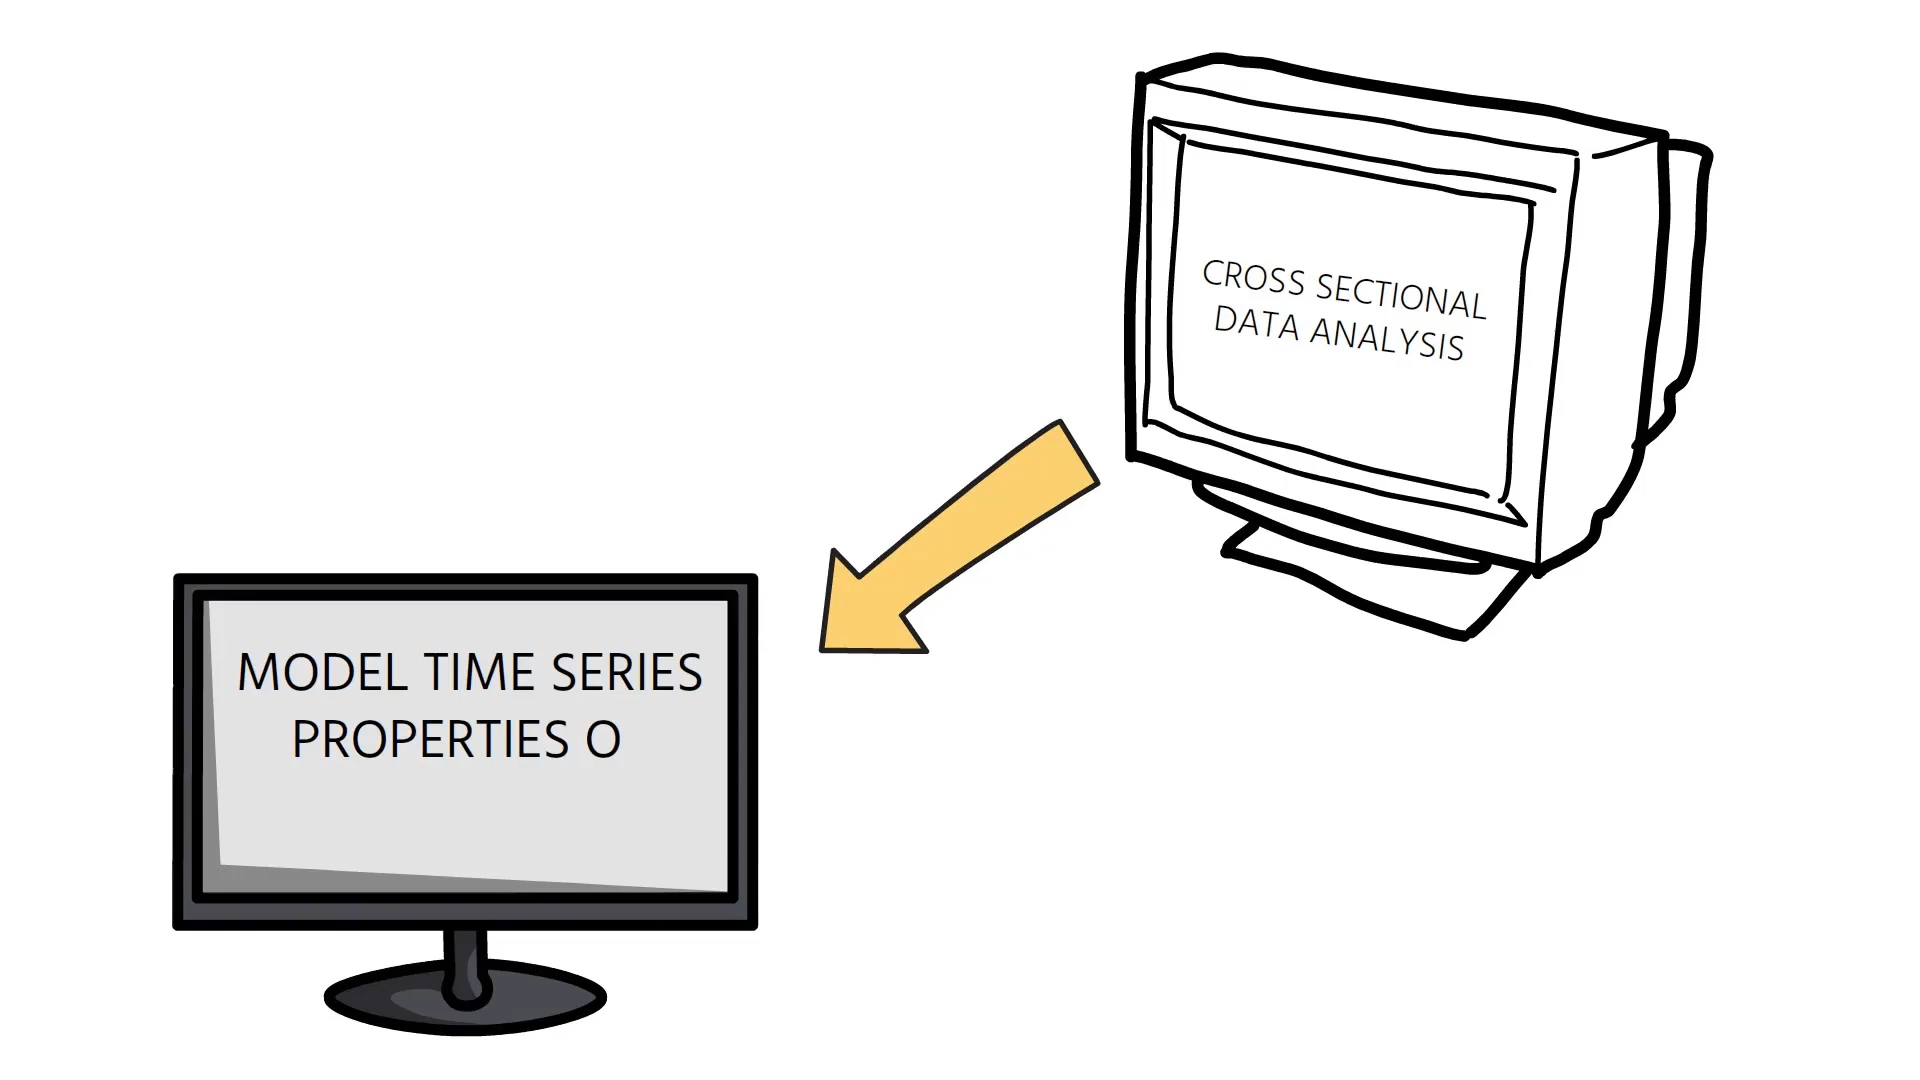 CROSS SECTIONAL
DATA ANALYSIS
MODEL TIME SERIES
PROPERTIES O